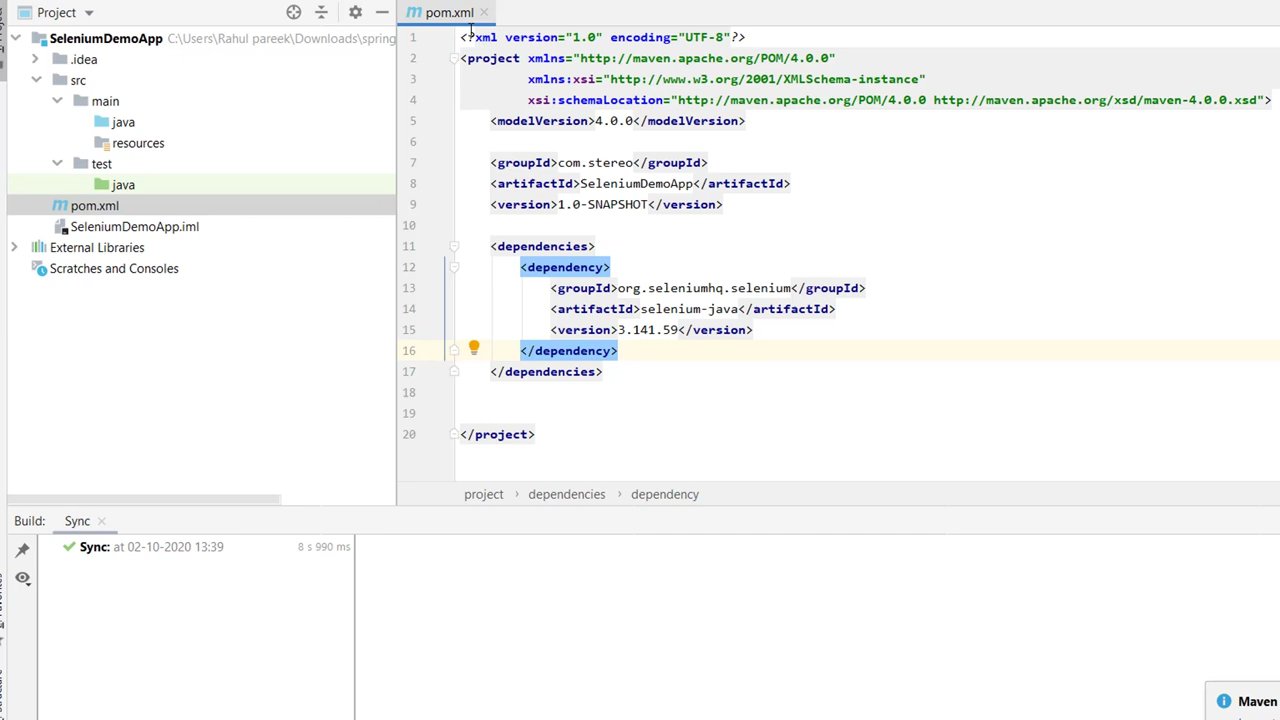 Project
SeleniumDemoApp C:\Users\Rahul pareek\Downloads\spring
.idea
src
main
java
resources
test
java
pom.xml
SeleniumDemoApp.iml
External Libraries
Scratches and Consoles
pom.xml
1 <?xml version="1.0" encoding="UTF-8"?>
2 <project xmlns="http://maven.apache.org/POM/4.0.0"
3 xmlns:xsi="http://www.w3.org/2001/XMLSchema-instance"
4 xsi:schemaLocation="http://maven.apache.org/POM/4.0.0 http://maven.apache.org/xsd/maven-4.0.0.xsd">
5 <modelVersion>4.0.0</modelVersion>
6
7 <groupId>com.stereo</groupId>
8 <artifactId>SeleniumDemoApp</artifactId>
9 <version>1.0-SNAPSHOT</version>
10
11 <dependencies>
12 <dependency>
13 <groupId>org.seleniumhq.selenium</groupId>
14 <artifactId>selenium-java</artifactId>
15 <version>3.141.59</version>
16 </dependency>
17 </dependencies>
18
19
20 </project>
project › dependencies › dependency
Build: Sync
Sync: at 02-10-2020 13:39 8 s 990 ms
Maven